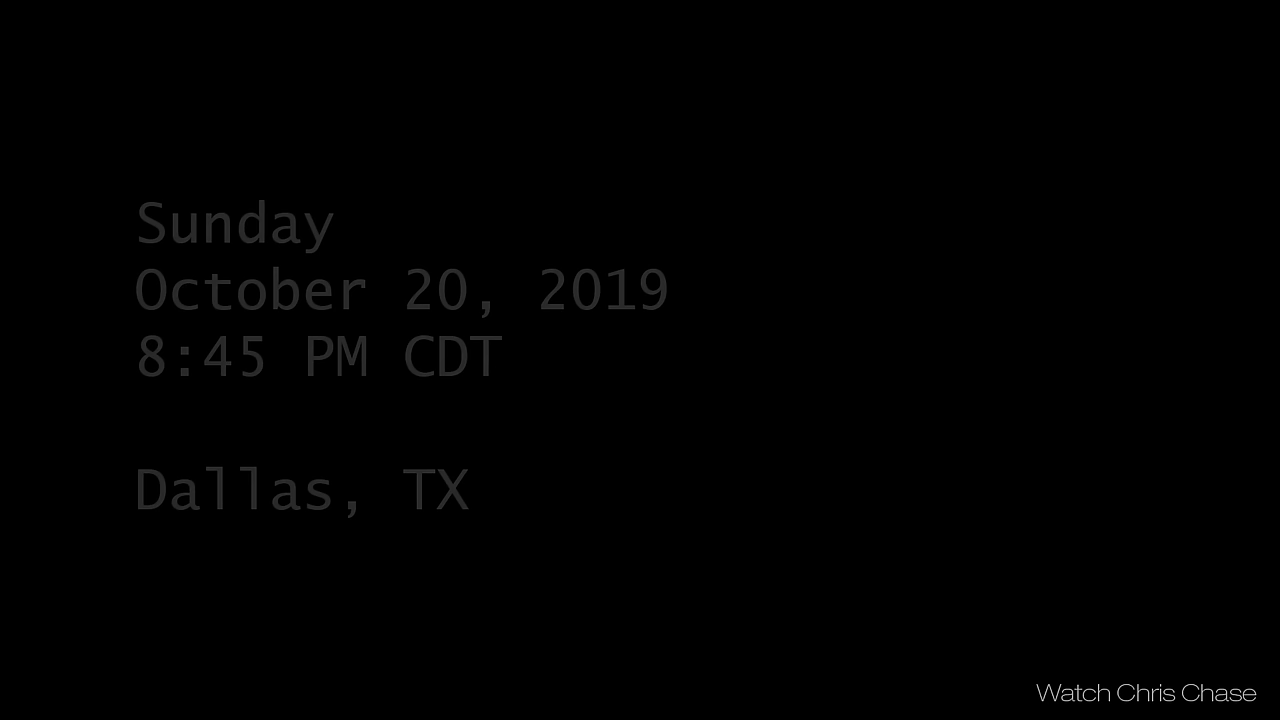 Sunday
October 20, 2019
8:45 PM CDT
Dallas, TX
Watch Chris Chase